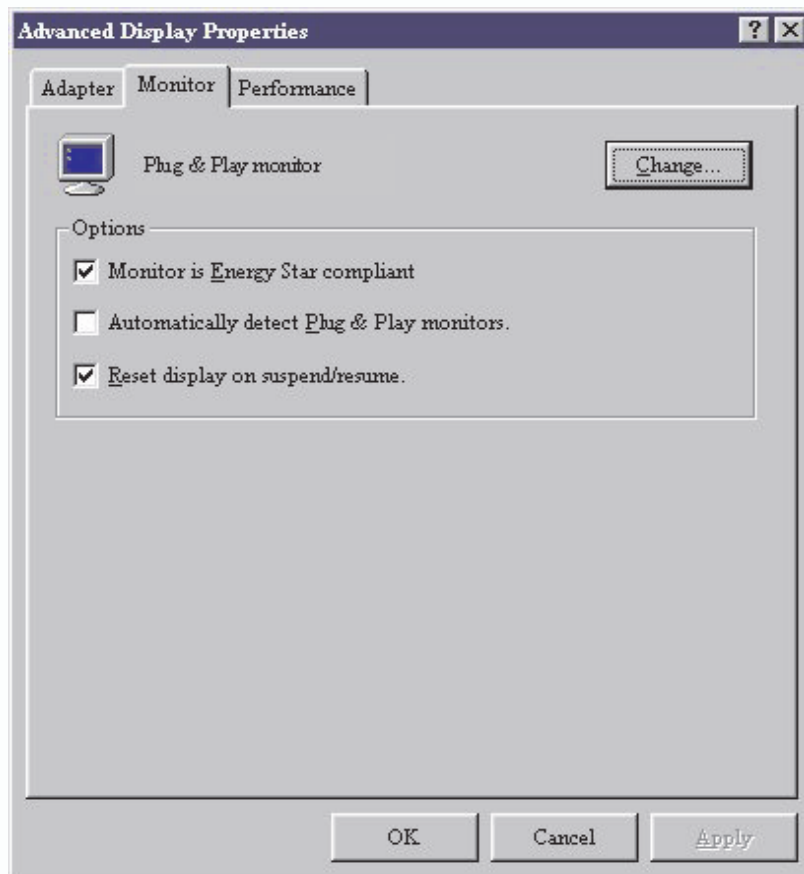 Advanced Display Properties
Adapter Monitor Performance
Plug & Play monitor
Change...
Options
Monitor is Energy Star compliant
Automatically detect Plug & Play monitors.
Reset display on suspend/resume.
OK Cancel Apply